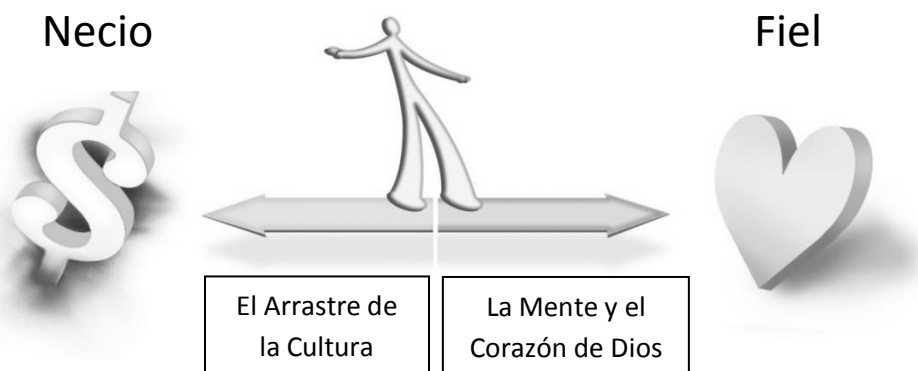 Necio
Fiel
El Arrastre de
la Cultura
La Mente y el
Corazón de Dios